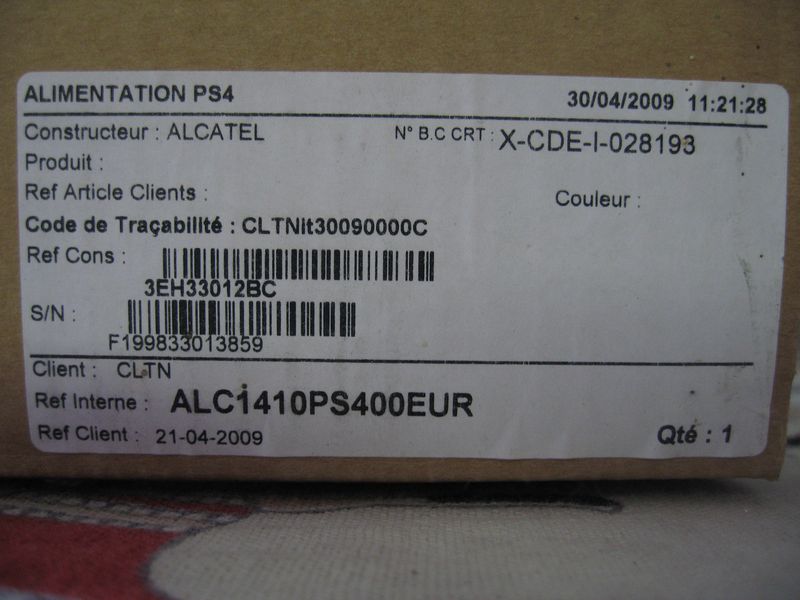 ALIMENTATION PS4 30/04/2009 11:21:28
Constructeur : ALCATEL N° B.C CRT : X-CDE-I-028193
Produit :
Ref Article Clients : Couleur :
Code de Traçabilité : CLTNIt30090000C
Ref Cons :
3EH33012BC
S/N :
F199833013859
Client : CLTN
Ref Interne : ALC1410PS400EUR
Ref Client : 21-04-2009 Qté : 1